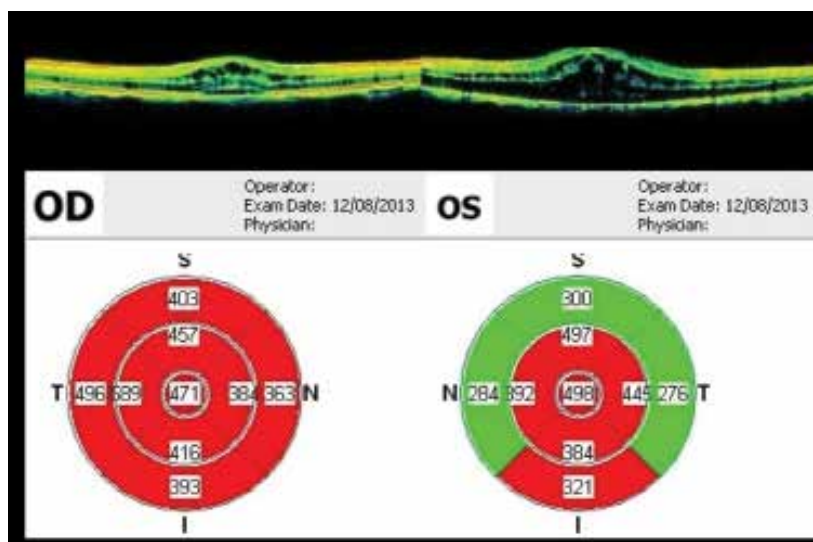 OD
Operator:
Exam Date: 12/08/2013
Physician:
OS
Operator:
Exam Date: 12/08/2013
Physician:
S
403
457
T 496 589 471 384 363 N
416
393
I
S
300
497
N 284 392 498 445 276 T
384
321
I